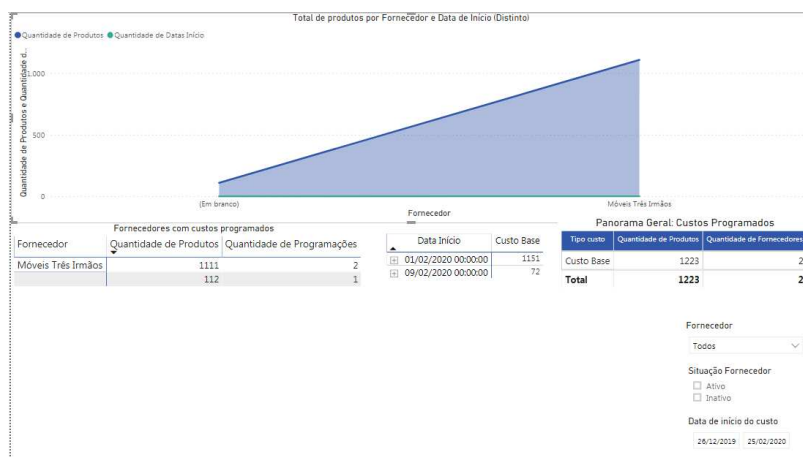 Total de produtos por Fornecedor e Data de Início (Distinto)
Quantidade de Produtos Quantidade de Datas Início
Quantidade de Produtos e Quantidade d...
1.000
500
0
(Em branco) Móveis Três Irmãos
Fornecedores com custos programados
Fornecedor Quantidade de Produtos Quantidade de Programações
Móveis Três Irmãos 1111 2
112 1
Fornecedor
Data Início Custo Base
01/02/2020 00:00:00 1151
09/02/2020 00:00:00 72
Panorama Geral: Custos Programados
Tipo custo Quantidade de Produtos Quantidade de Fornecedores
Custo Base 1223 2
Total 1223 2
Fornecedor
Todos
Situação Fornecedor
Ativo
Inativo
Data de início do custo
26/12/2019 25/02/2020